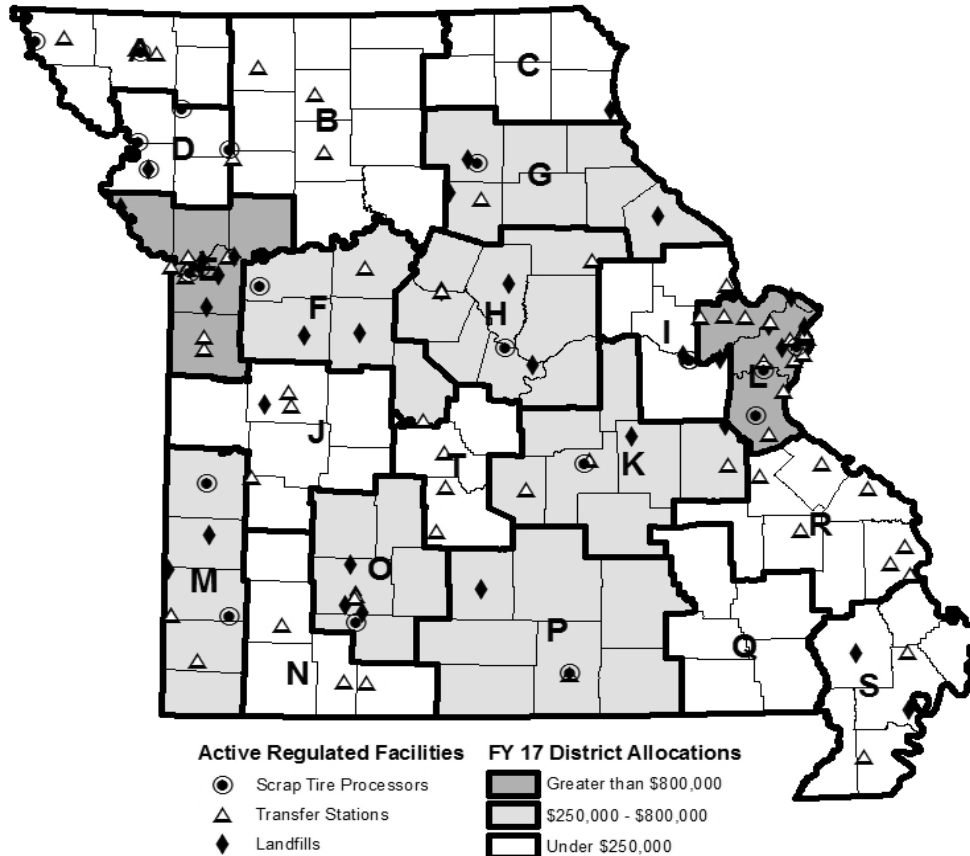 A
B
C
D
G
E
F
H
I
L
J
T
K
M
O
R
N
P
Q
S
Active Regulated Facilities
Scrap Tire Processors
Transfer Stations
Landfills
FY 17 District Allocations
Greater than $800,000
$250,000 - $800,000
Under $250,000